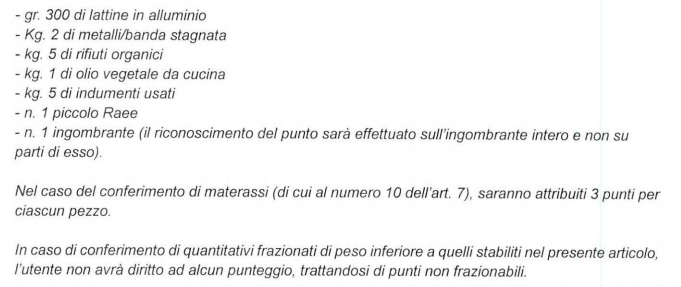 - gr. 300 di lattine in alluminio
- Kg. 2 di metalli/banda stagnata
- kg. 5 di rifiuti organici
- kg. 1 di olio vegetale da cucina
- kg. 5 di indumenti usati
- n. 1 piccolo Raee
- n. 1 ingombrante (il riconoscimento del punto sarà effettuato sull'ingombrante intero e non su
parti di esso).
Nel caso del conferimento di materassi (di cui al numero 10 dell'art. 7), saranno attribuiti 3 punti per
ciascun pezzo.
In caso di conferimento di quantitativi frazionati di peso inferiore a quelli stabiliti nel presente articolo,
l'utente non avrà diritto ad alcun punteggio, trattandosi di punti non frazionabili.